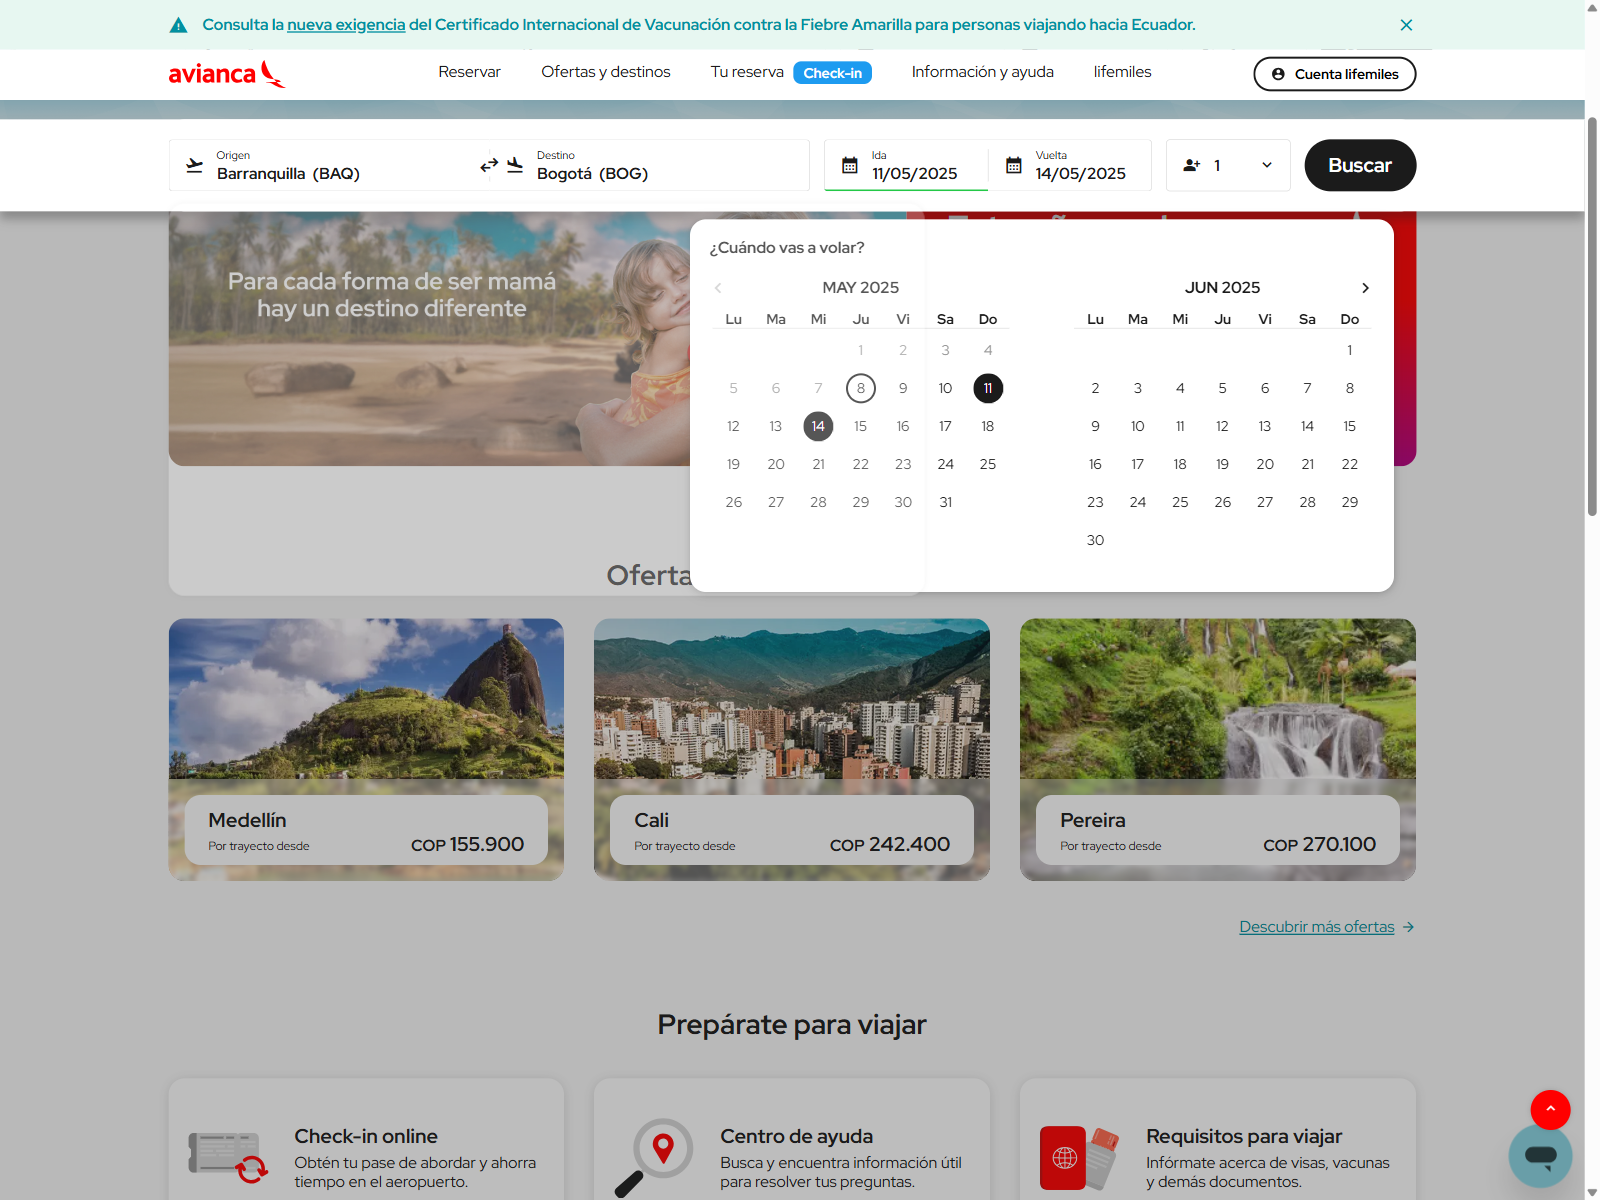 Consulta la nueva exigencia del Certificado Internacional de Vacunación contra la Fiebre Amarilla para personas viajando hacia Ecuador.
avianca
Reservar
Ofertas y destinos
Tu reserva
Check-in
Información y ayuda
lifemiles
Cuenta lifemiles
Origen
Barranquilla (BAQ)
Destino
Bogotá (BOG)
Ida
11/05/2025
Vuelta
14/05/2025
1
Buscar
Para cada forma de ser mamá
hay un destino diferente
¿Cuándo vas a volar?
MAY 2025
Lu Ma Mi Ju Vi Sa Do
1 2 3 4
5 6 7 8 9 10 11
12 13 14 15 16 17 18
19 20 21 22 23 24 25
26 27 28 29 30 31
JUN 2025
Lu Ma Mi Ju Vi Sa Do
1
2 3 4 5 6 7 8
9 10 11 12 13 14 15
16 17 18 19 20 21 22
23 24 25 26 27 28 29
30
Oferta
Medellín
Por trayecto desde
COP 155.900
Cali
Por trayecto desde
COP 242.400
Pereira
Por trayecto desde
COP 270.100
Descubrir más ofertas
Prepárate para viajar
Check-in online
Obtén tu pase de abordar y ahorra
tiempo en el aeropuerto.
Centro de ayuda
Busca y encuentra información útil
para resolver tus preguntas.
Requisitos para viajar
Infórmate acerca de visas, vacunas
y demás documentos.